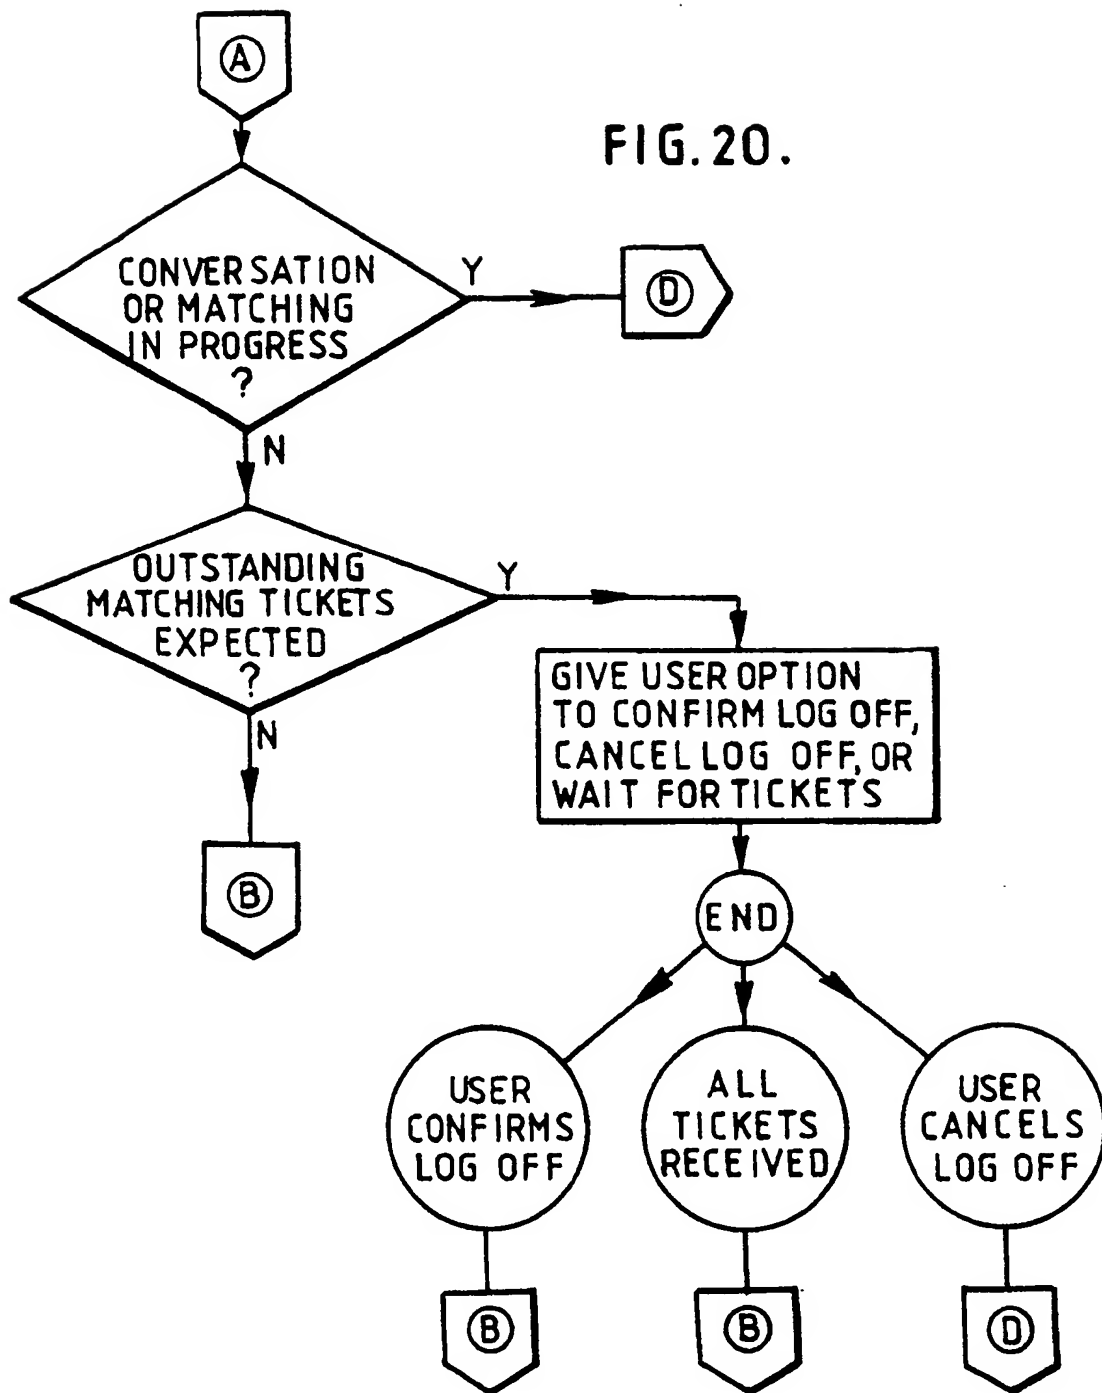 A
FIG. 20.
CONVERSATION
OR MATCHING
IN PROGRESS
?
Y
D
N
OUTSTANDING
MATCHING TICKETS
EXPECTED
?
Y
N
GIVE USER OPTION
TO CONFIRM LOG OFF,
CANCEL LOG OFF, OR
WAIT FOR TICKETS
B
END
USER
CONFIRMS
LOG OFF
ALL
TICKETS
RECEIVED
USER
CANCELS
LOG OFF
B
B
D